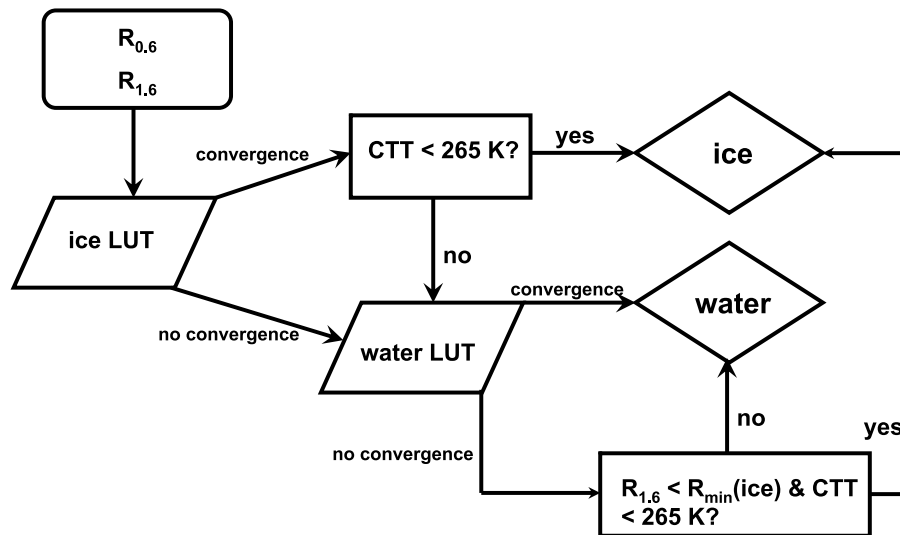 R0.6
R1.6
convergence
CTT < 265 K?
yes
ice
ice LUT
no
no convergence
water LUT
convergence
water
no convergence
no
yes
R1.6 < Rmin(ice) & CTT
< 265 K?